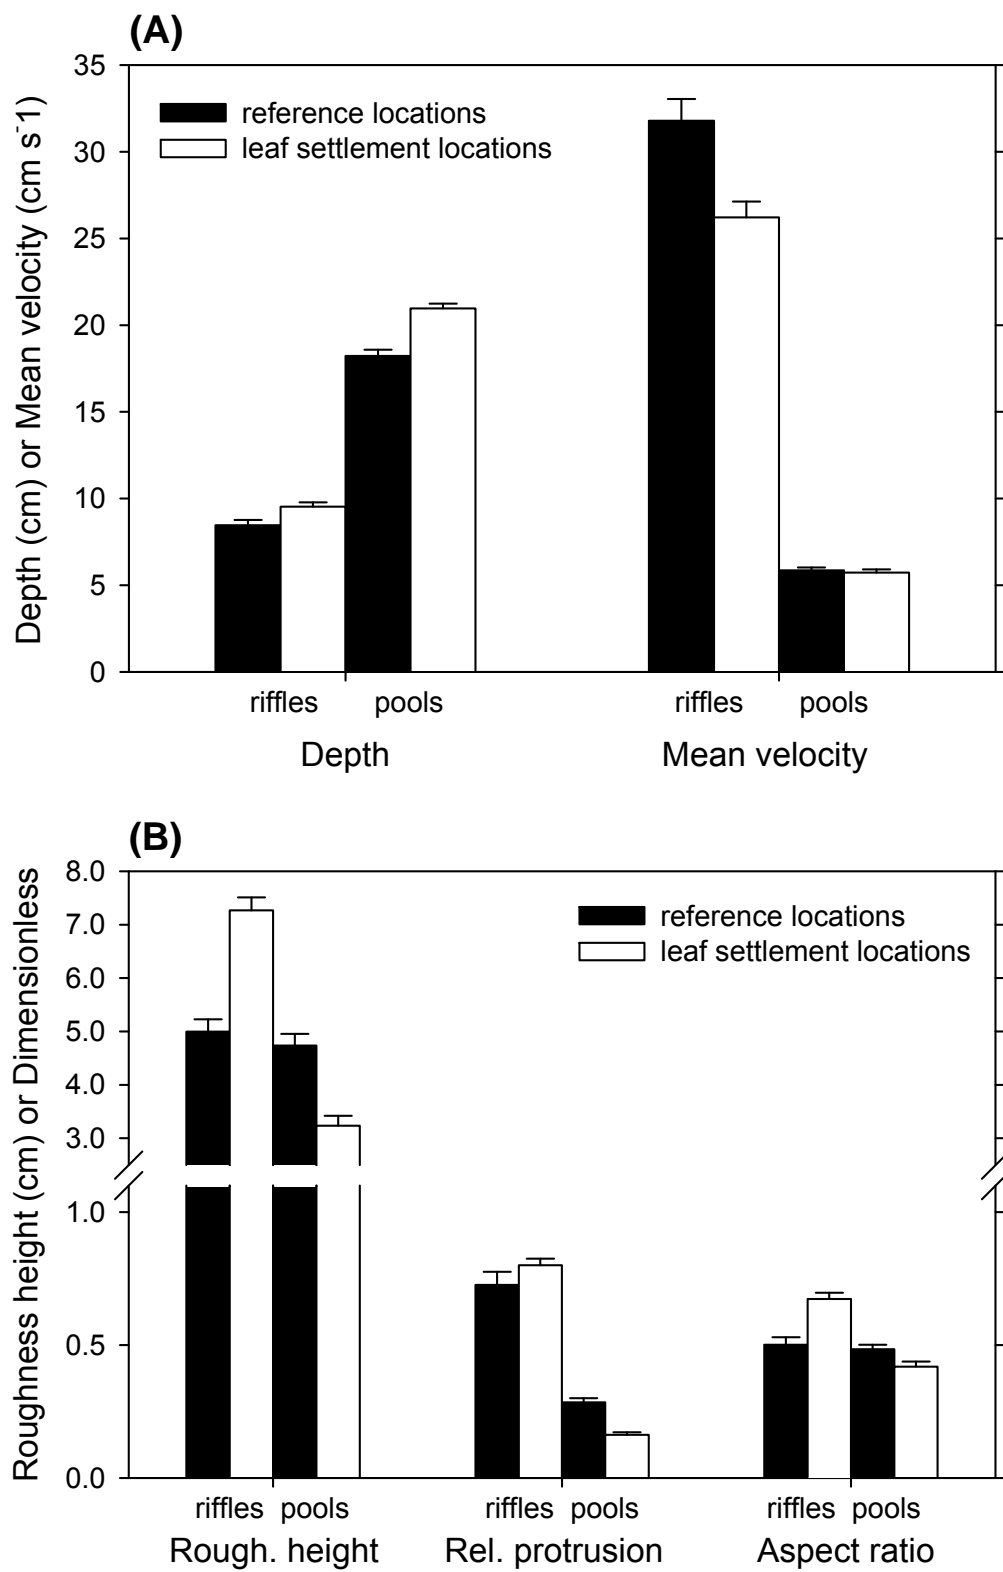 (A)
Depth (cm) or Mean velocity (cm s-1)
35
30
25
20
15
10
5
0
reference locations
leaf settlement locations
riffles pools riffles pools
Depth Mean velocity
(B)
Roughness height (cm) or Dimensionless
8.0
7.0
6.0
5.0
4.0
3.0
1.0
0.5
0.0
reference locations
leaf settlement locations
riffles pools riffles pools riffles pools
Rough. height Rel. protrusion Aspect ratio